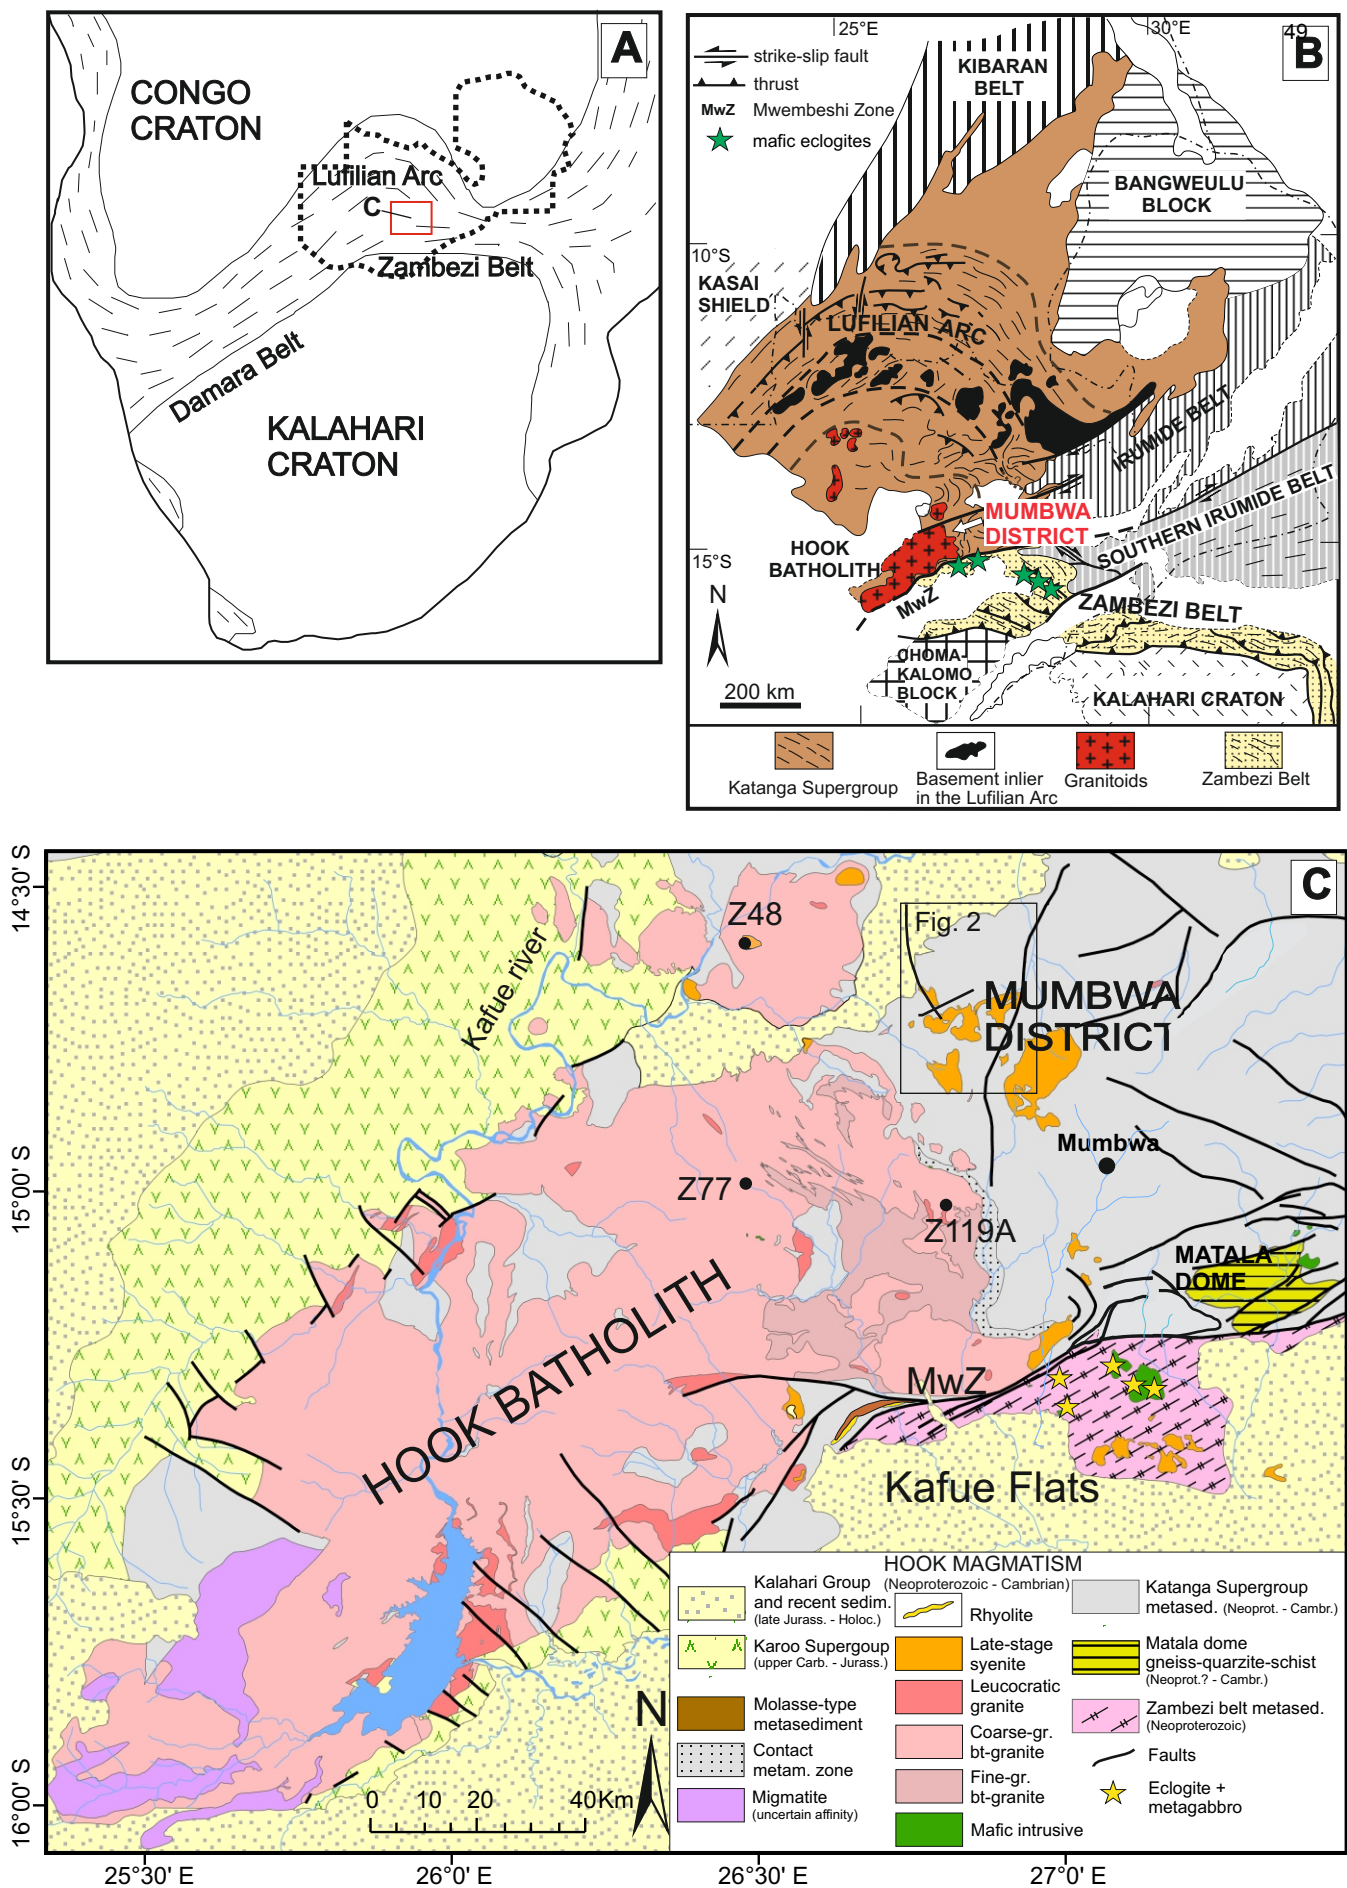 A
CONGO
CRATON
Lufilian Arc
C
Zambezi Belt
Damara Belt
KALAHARI
CRATON
49
B
25°E
30°E
strike-slip fault
thrust
MwZ Mwembeshi Zone
mafic eclogites
KIBARAN
BELT
BANGWEULU
BLOCK
10°S
KASAI
SHIELD
LUFILIAN ARC
IRUMIDE BELT
SOUTHERN IRUMIDE BELT
MUMBWA
DISTRICT
HOOK
BATHOLITH
15°S
N
MwZ
ZAMBEZI BELT
CHOMA-
KALOMO
BLOCK
200 km
KALAHARI CRATON
Katanga Supergroup
Basement inlier
in the Lufilian Arc
Granitoids
Zambezi Belt
14°30' S
15°00' S
15°30' S
16°00' S
C
Z48
Fig. 2
Kafue river
MUMBWA
DISTRICT
Mumbwa
Z77
Z119A
MATALA
DOME
HOOK BATHOLITH
MwZ
Kafue Flats
N
0 10 20 40Km
HOOK MAGMATISM
(Neoproterozoic - Cambrian)
Kalahari Group
and recent sedim.
(late Jurass. - Holoc.)
Karoo Supergoup
(upper Carb. - Jurass.)
Molasse-type
metasediment
Contact
metam. zone
Migmatite
(uncertain affinity)
Rhyolite
Late-stage
syenite
Leucocratic
granite
Coarse-gr.
bt-granite
Fine-gr.
bt-granite
Mafic intrusive
Katanga Supergroup
metased. (Neoprot. - Cambr.)
Matala dome
gneiss-quarzite-schist
(Neoprot.? - Cambr.)
Zambezi belt metased.
(Neoproterozoic)
Faults
Eclogite +
metagabbro
25°30' E
26°0' E
26°30' E
27°0' E